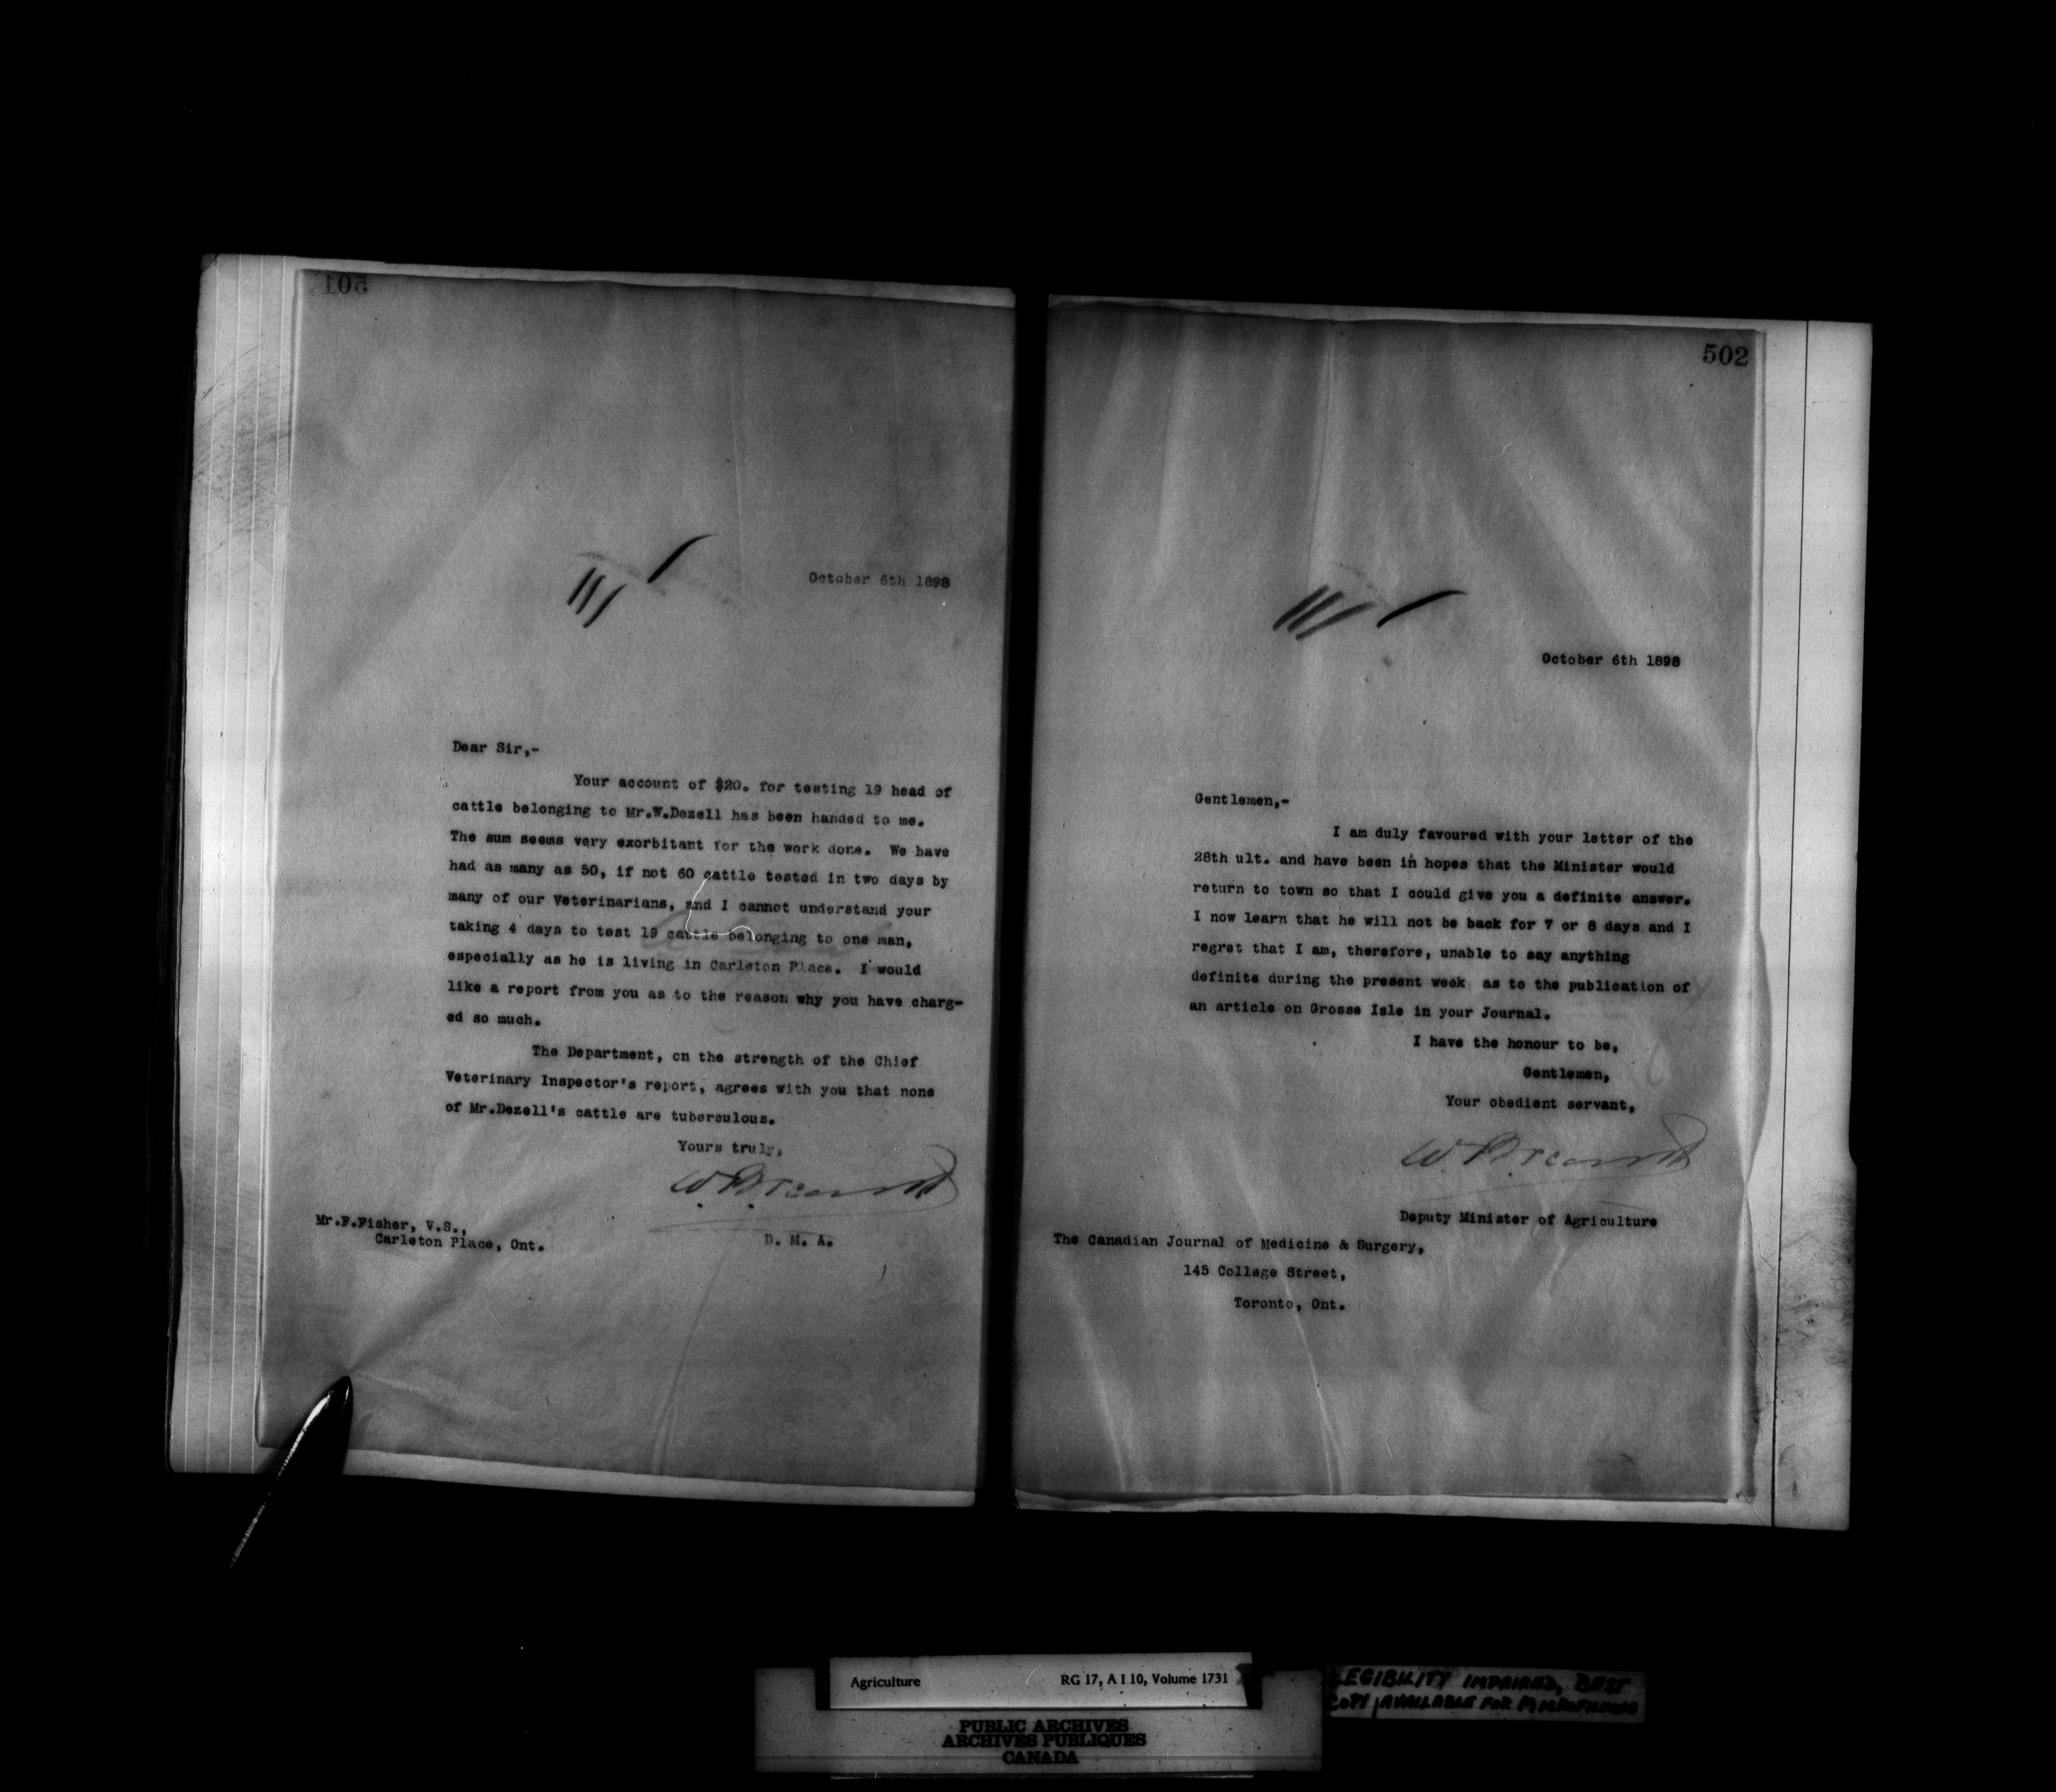 501
October 6th 1898
Dear Sir,-
Your account of $20. for testing 19 head of
cattle belonging to Mr.W.Dezell has been handed to me.
The sum seems very exorbitant for the work done. We have
had as many as 50, if not 60 cattle tested in two days by
many of our Veterinarians, and I cannot understand your
taking 4 days to test 19 cattle belonging to one man,
especially as he is living in Carleton Place. I would
like a report from you as to the reason why you have charg-
ed so much.
The Department, on the strength of the Chief
Veterinary Inspector's report, agrees with you that none
of Mr.Dezell's cattle are tuberculous.
Yours truly,
Mr.F.Fisher, V.S.,
Carleton Place, Ont.
D. M. A.
502
October 6th 1898
Gentlemen,-
I am duly favoured with your letter of the
28th ult. and have been in hopes that the Minister would
return to town so that I could give you a definite answer.
I now learn that he will not be back for 7 or 8 days and I
regret that I am, therefore, unable to say anything
definite during the present week as to the publication of
an article on Grosse Isle in your Journal.
I have the honour to be,
Gentlemen,
Your obedient servant,
Deputy Minister of Agriculture
The Canadian Journal of Medicine & Surgery,
145 College Street,
Toronto, Ont.
Agriculture RG 17, A I 10, Volume 1731
PUBLIC ARCHIVES
ARCHIVES PUBLIQUES
CANADA
LEGIBILITY IMPAIRED, BEST
COPY AVAILABLE FOR MICROFILMING